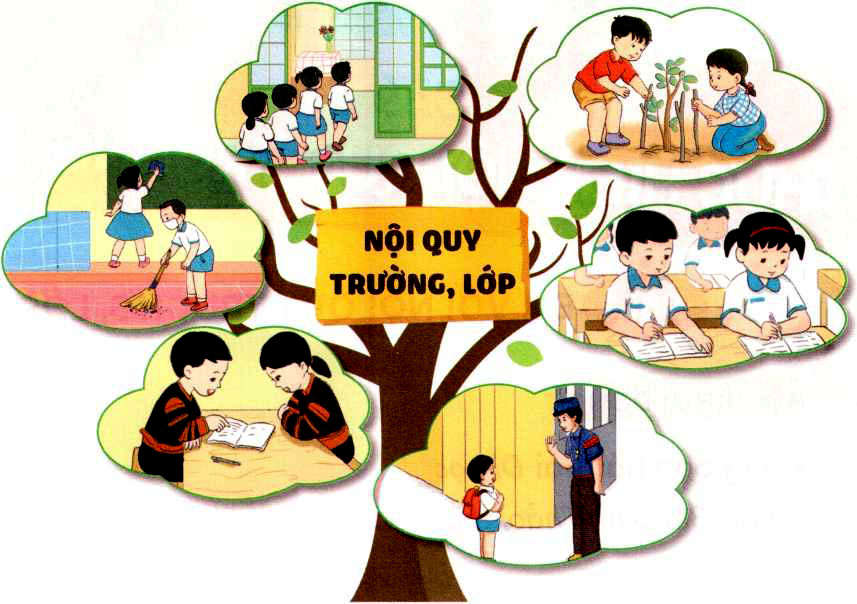 NỘI QUY
TRƯỜNG, LỚP